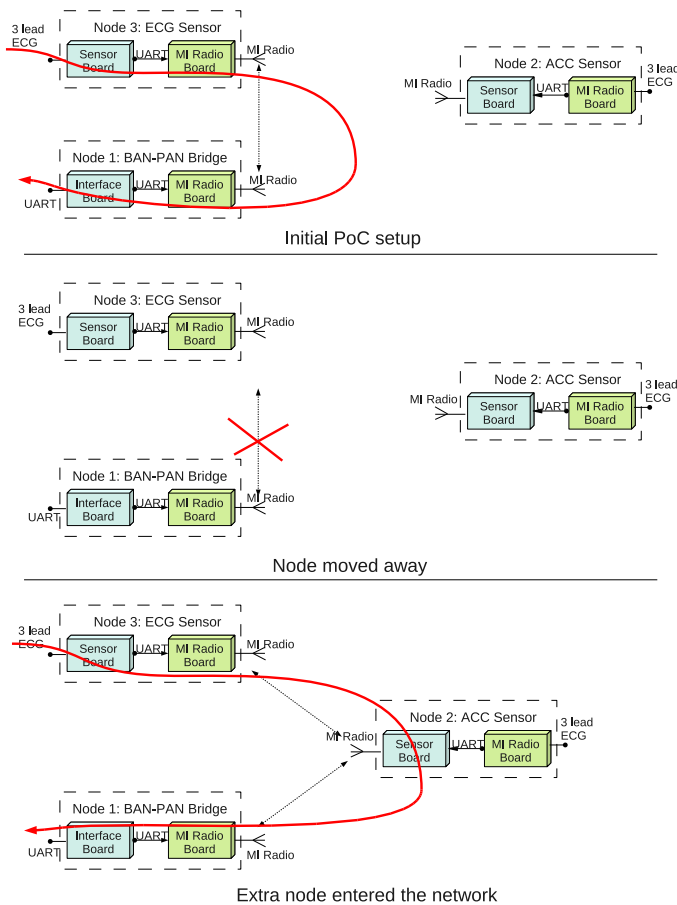 Node 3: ECG Sensor
3 lead
ECG
Sensor
Board
UART
MI Radio
Board
MI Radio
Node 2: ACC Sensor
MI Radio
Sensor
Board
UART
MI Radio
Board
3 lead
ECG
Node 1: BAN-PAN Bridge
UART
Interface
Board
UART
MI Radio
Board
MI Radio
Initial PoC setup
Node 3: ECG Sensor
3 lead
ECG
Sensor
Board
UART
MI Radio
Board
MI Radio
Node 2: ACC Sensor
MI Radio
Sensor
Board
UART
MI Radio
Board
3 lead
ECG
Node 1: BAN-PAN Bridge
UART
Interface
Board
UART
MI Radio
Board
MI Radio
Node moved away
Node 3: ECG Sensor
3 lead
ECG
Sensor
Board
UART
MI Radio
Board
MI Radio
Node 2: ACC Sensor
MI Radio
Sensor
Board
UART
MI Radio
Board
3 lead
ECG
Node 1: BAN-PAN Bridge
UART
Interface
Board
UART
MI Radio
Board
MI Radio
Extra node entered the network